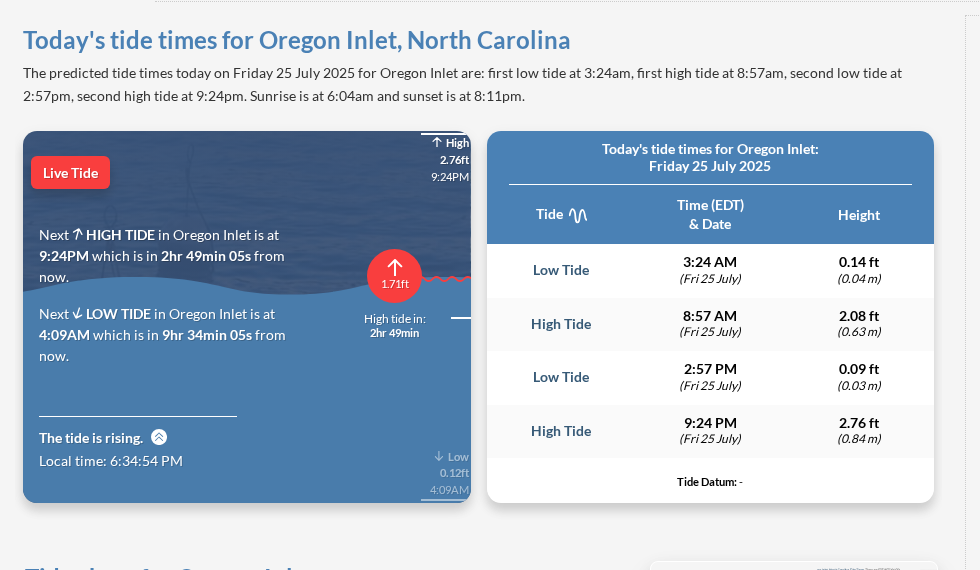 Today's tide times for Oregon Inlet, North Carolina
The predicted tide times today on Friday 25 July 2025 for Oregon Inlet are: first low tide at 3:24am, first high tide at 8:57am, second low tide at
2:57pm, second high tide at 9:24pm. Sunrise is at 6:04am and sunset is at 8:11pm.
↑ High
2.76ft
9:24PM
Live Tide
Next ↑ HIGH TIDE in Oregon Inlet is at
9:24PM which is in 2hr 49min 05s from
now.
1.71ft
Next ↓ LOW TIDE in Oregon Inlet is at
4:09AM which is in 9hr 34min 05s from
now.
High tide in:
2hr 49min
The tide is rising.
Local time: 6:34:54 PM
↓ Low
0.12ft
4:09AM
Today's tide times for Oregon Inlet:
Friday 25 July 2025
Tide Time (EDT) & Date Height
Low Tide 3:24 AM 0.14 ft
(Fri 25 July) (0.04 m)
High Tide 8:57 AM 2.08 ft
(Fri 25 July) (0.63 m)
Low Tide 2:57 PM 0.09 ft
(Fri 25 July) (0.03 m)
High Tide 9:24 PM 2.76 ft
(Fri 25 July) (0.84 m)
Tide Datum: -